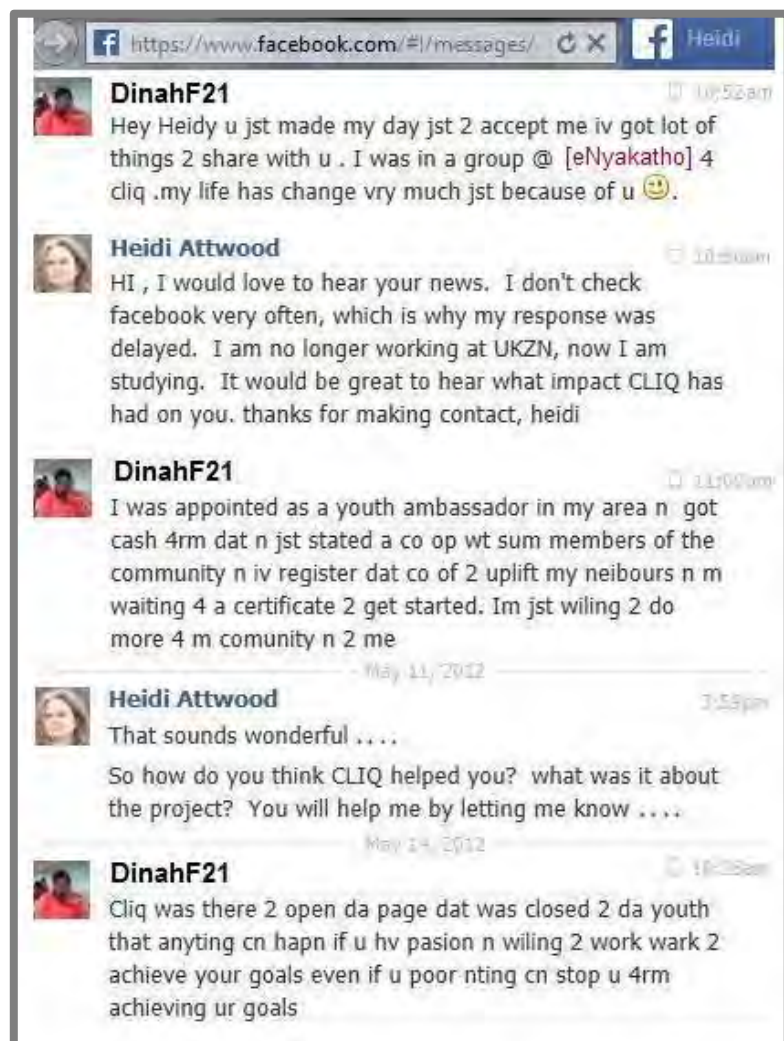 https://www.facebook.com/#!/messages/
Heidi
DinahF21
10:52am
Hey Heidy u jst made my day jst 2 accept me iv got lot of
things 2 share with u . I was in a group @ [eNyakatho] 4
cliq .my life has change vry much jst because of u
Heidi Attwood
HI , I would love to hear your news. I don't check
facebook very often, which is why my response was
delayed. I am no longer working at UKZN, now I am
studying. It would be great to hear what impact CLIQ has
had on you. thanks for making contact, heidi
DinahF21
I was appointed as a youth ambassador in my area n got
cash 4rm dat n jst stated a co op wt sum members of the
community n iv register dat co of 2 uplift my neibours n m
waiting 4 a certificate 2 get started. Im jst wiling 2 do
more 4 m comunity n 2 me
May 11, 2012
Heidi Attwood
That sounds wonderful ....
So how do you think CLIQ helped you? what was it about
the project? You will help me by letting me know ....
May 14, 2012
DinahF21
Cliq was there 2 open da page dat was closed 2 da youth
that anyting cn hapn if u hv pasion n wiling 2 work wark 2
achieve your goals even if u poor nting cn stop u 4rm
achieving ur goals